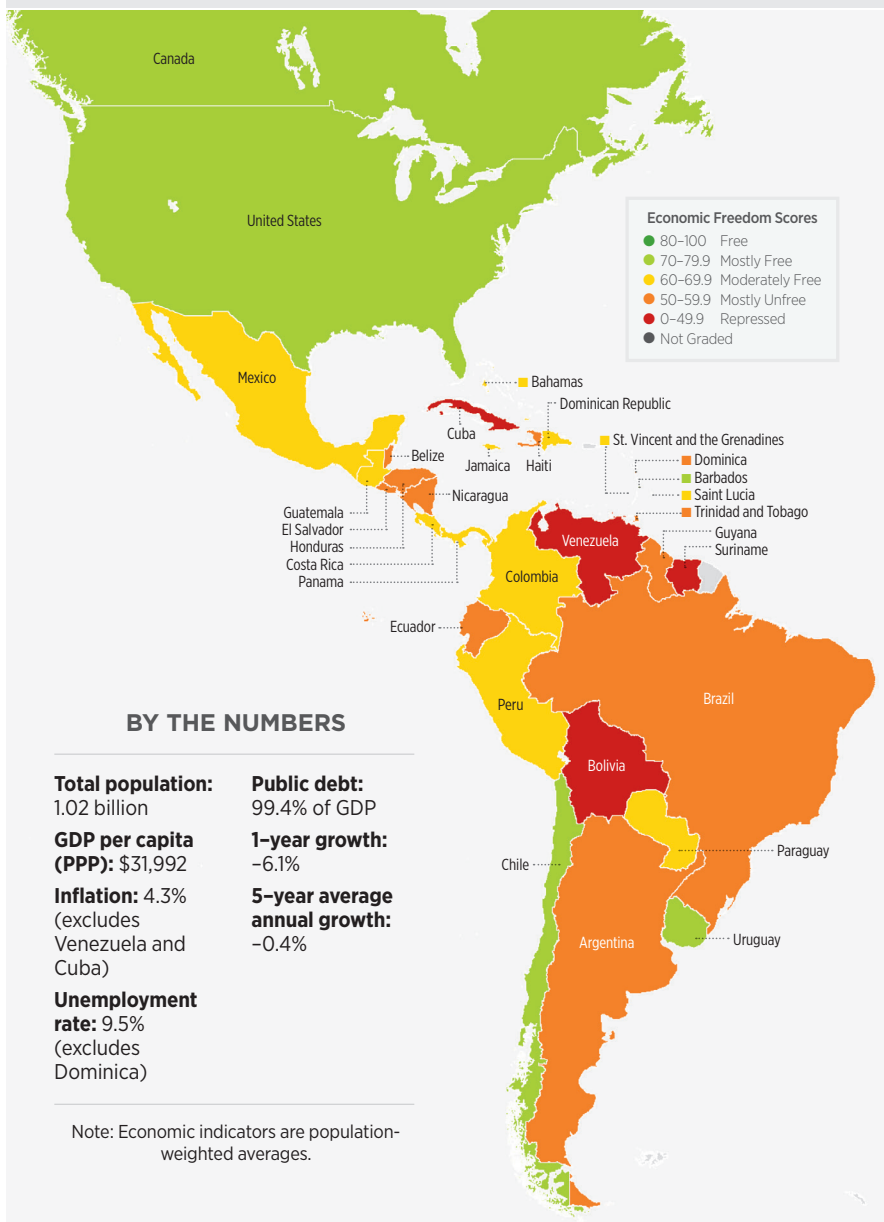 Canada
United States
Economic Freedom Scores
80–100 Free
70–79.9 Mostly Free
60–69.9 Moderately Free
50–59.9 Mostly Unfree
0–49.9 Repressed
Not Graded
Mexico
Bahamas
Dominican Republic
Cuba
St. Vincent and the Grenadines
Belize
Jamaica
Haiti
Dominica
Barbados
Nicaragua
Saint Lucia
Guatemala
Trinidad and Tobago
El Salvador
Guyana
Honduras
Venezuela
Suriname
Costa Rica
Panama
Colombia
Ecuador
Brazil
Peru
BY THE NUMBERS
Bolivia
Total population:
1.02 billion
GDP per capita
(PPP): $31,992
Inflation: 4.3%
(excludes
Venezuela and
Cuba)
Unemployment
rate: 9.5%
(excludes
Dominica)
Public debt:
99.4% of GDP
1–year growth:
–6.1%
5–year average
annual growth:
–0.4%
Paraguay
Chile
Uruguay
Argentina
Note: Economic indicators are population-
weighted averages.